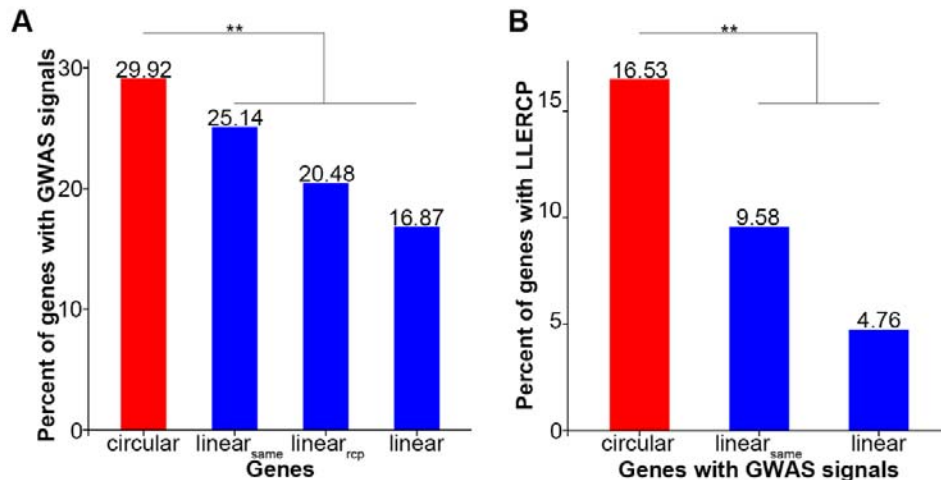 A
**
Percent of genes with GWAS signals
30
20
10
0
29.92
25.14
20.48
16.87
circular linear same linear rcp linear
Genes
B
**
Percent of genes with LLERCP
15
10
5
0
16.53
9.58
4.76
circular linear same linear
Genes with GWAS signals